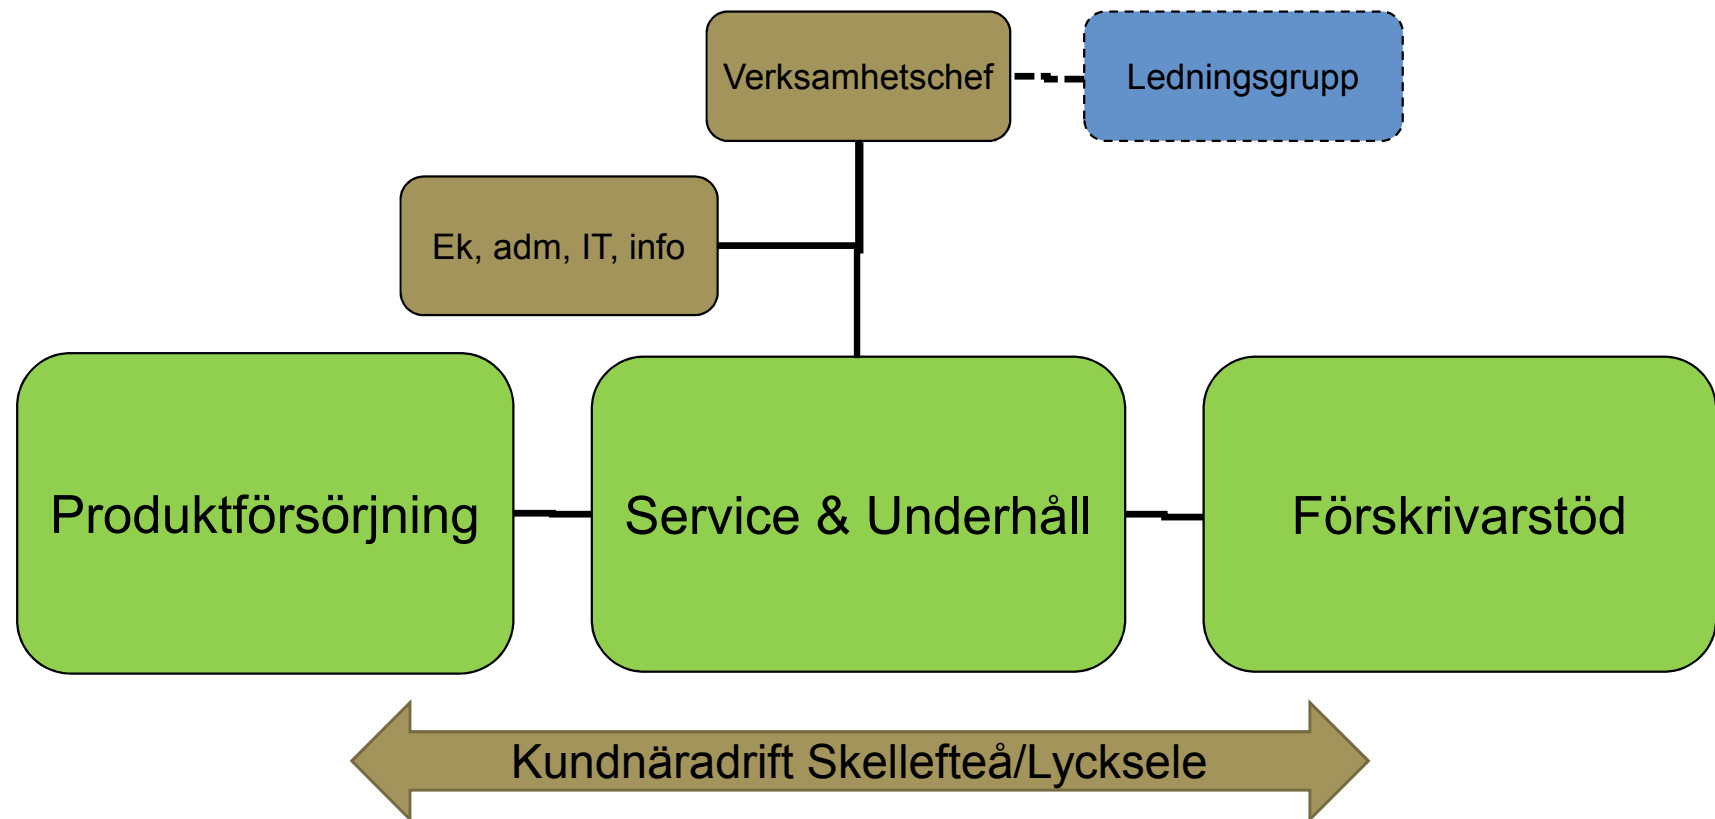 Verksamhetschef
Ledningsgrupp
Ek, adm, IT, info
Produktförsörjning
Service & Underhåll
Förskrivarstöd
Kundnäradrift Skellefteå/Lycksele